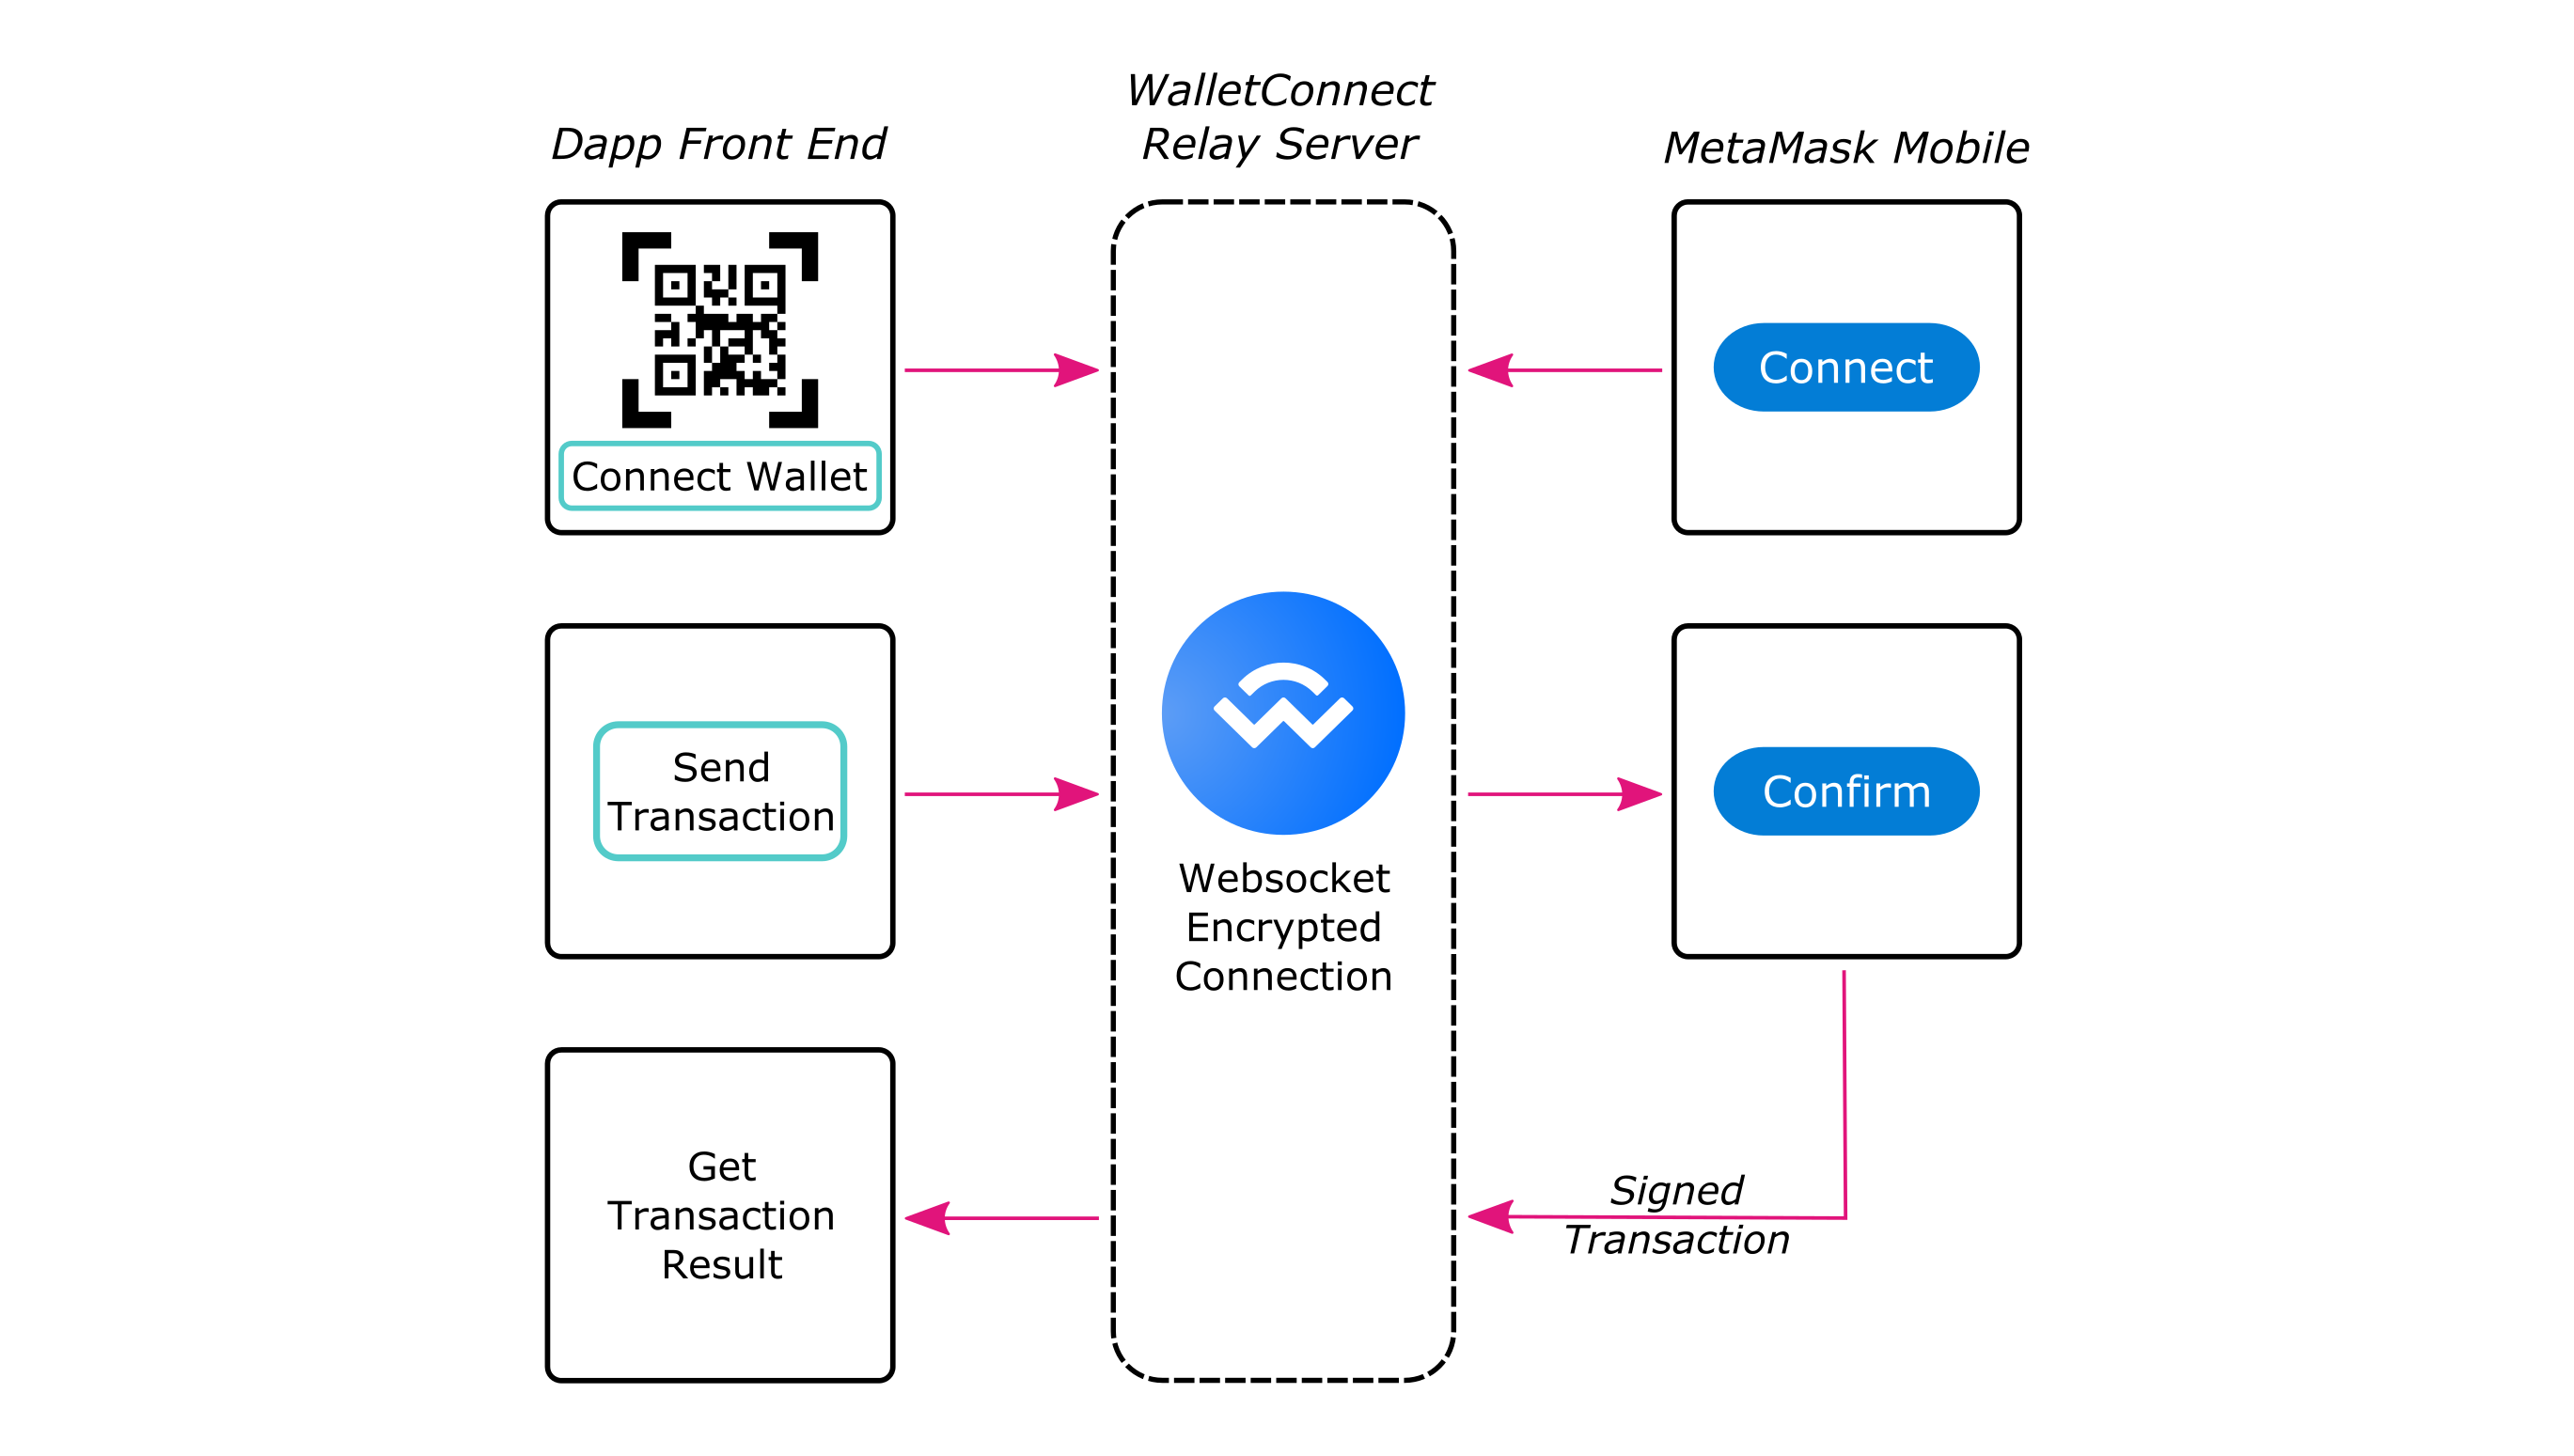 Dapp Front End
WalletConnect
Relay Server
MetaMask Mobile
Connect Wallet
Connect
Send
Transaction
Websocket
Encrypted
Connection
Confirm
Get
Transaction
Result
Signed
Transaction